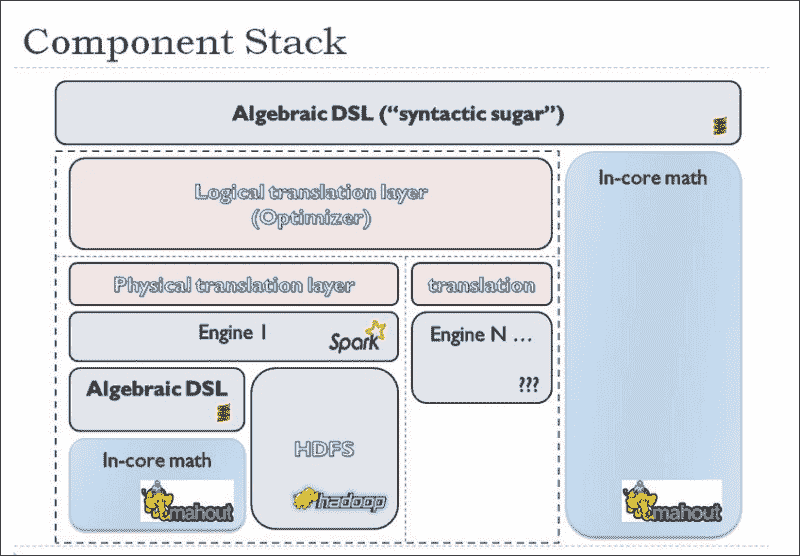 Component Stack
Algebraic DSL (“syntactic sugar”)
Logical translation layer
(Optimizer)
In-core math
Physical translation layer
translation
Engine 1
Spark
Engine N ...
???
Algebraic DSL
HDFS
hadoop
In-core math
mahout
mahout